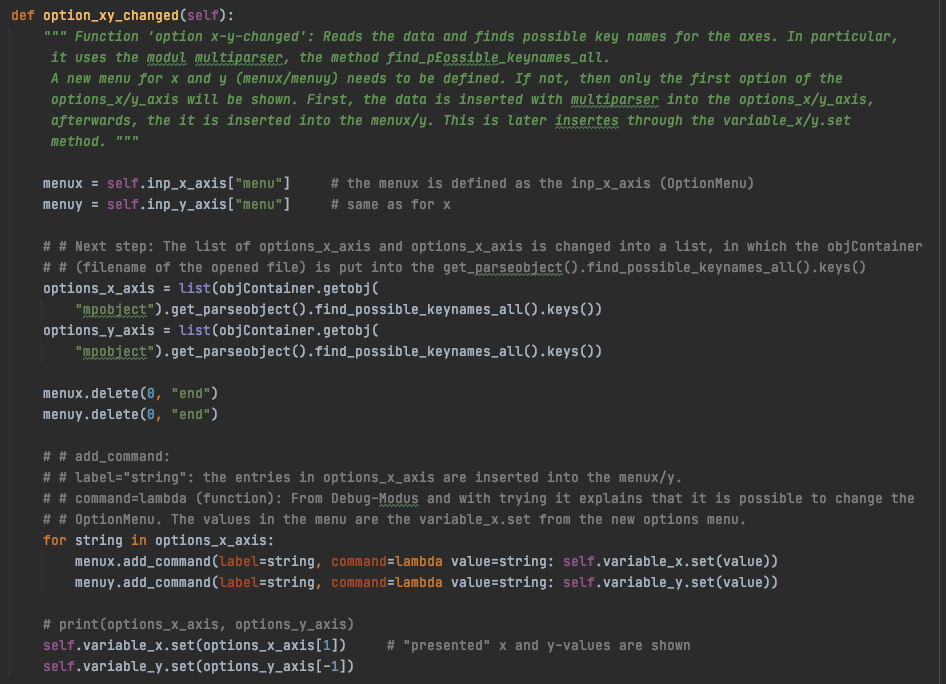 def option_xy_changed(self):
    """ Function 'option x-y-changed': Reads the data and finds possible key names for the axes. In particular,
     it uses the modul multiparser, the method find_pEossible_keynames_all.
     A new menu for x and y (menux/menuy) needs to be defined. If not, then only the first option of the
     options_x/y_axis will be shown. First, the data is inserted with multiparser into the options_x/y_axis,
     afterwards, the it is inserted into the menux/y. This is later insertes through the variable_x/y.set
     method. """

    menux = self.inp_x_axis["menu"]     # the menux is defined as the inp_x_axis (OptionMenu)
    menuy = self.inp_y_axis["menu"]     # same as for x

    # # Next step: The list of options_x_axis and options_x_axis is changed into a list, in which the objContainer
    # # (filename of the opened file) is put into the get_parseobject().find_possible_keynames_all().keys()
    options_x_axis = list(objContainer.getobj(
        "mpobject").get_parseobject().find_possible_keynames_all().keys())
    options_y_axis = list(objContainer.getobj(
        "mpobject").get_parseobject().find_possible_keynames_all().keys())

    menux.delete(0, "end")
    menuy.delete(0, "end")

    # # add_command:
    # # label="string": the entries in options_x_axis are inserted into the menux/y.
    # # command=lambda (function): From Debug-Modus and with trying it explains that it is possible to change the
    # # OptionMenu. The values in the menu are the variable_x.set from the new options menu.
    for string in options_x_axis:
        menux.add_command(label=string, command=lambda value=string: self.variable_x.set(value))
        menuy.add_command(label=string, command=lambda value=string: self.variable_y.set(value))

    # print(options_x_axis, options_y_axis)
    self.variable_x.set(options_x_axis[1])     # "presented" x and y-values are shown
    self.variable_y.set(options_y_axis[-1])